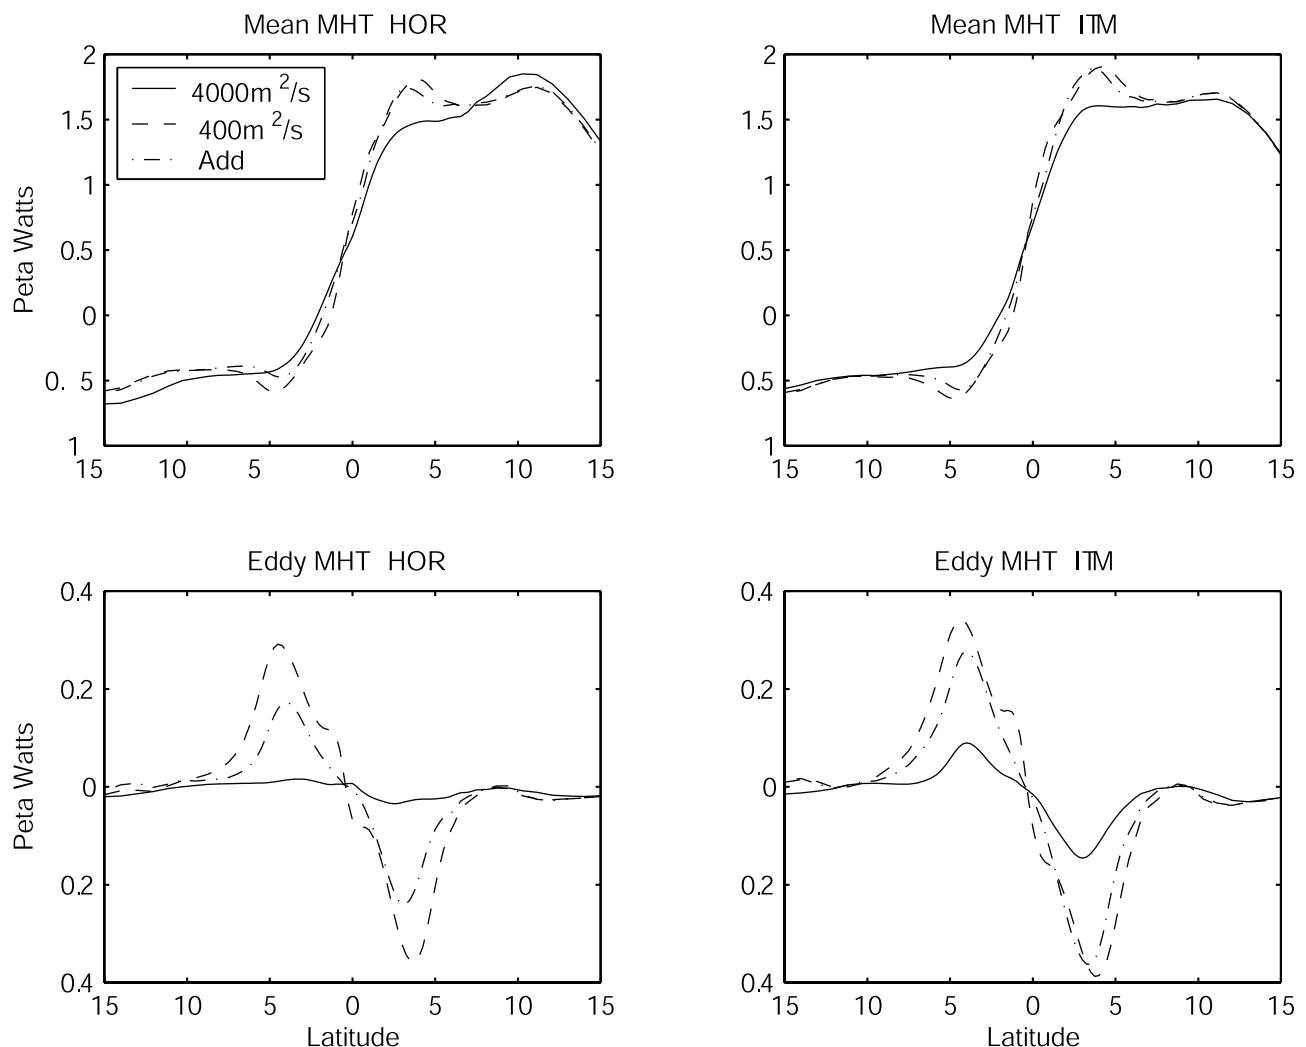 Mean MHT HOR
2
1.5
1
0.5
0
0. 5
1
Peta Watts
4000m 2/s
400m 2/s
Add
15 10 5 0 5 10 15
Mean MHT ITM
2
1.5
1
0.5
0
0.5
1
15 10 5 0 5 10 15
Eddy MHT HOR
0.4
0.2
0
0.2
0.4
Peta Watts
15 10 5 0 5 10 15
Latitude
Eddy MHT ITM
0.4
0.2
0
0.2
0.4
15 10 5 0 5 10 15
Latitude